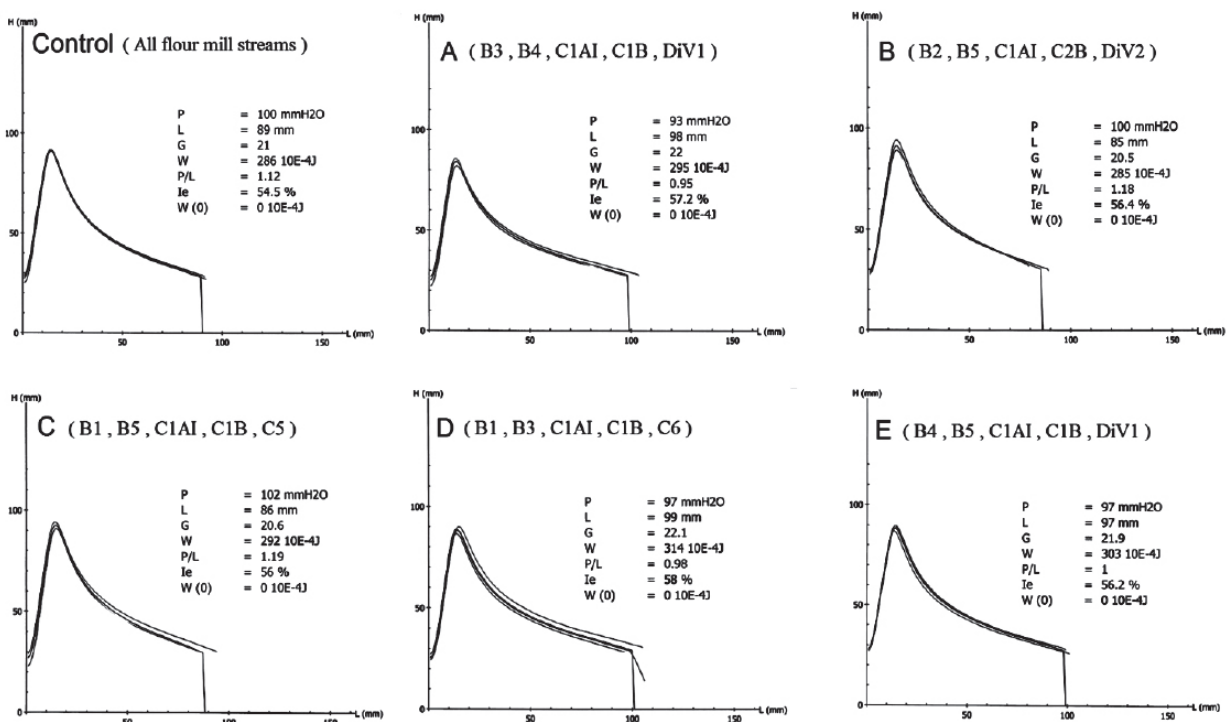 H (mm)
Control ( All flour mill streams )
P = 100 mmH2O
L = 89 mm
G = 21
W = 286 10E-4J
P/L = 1.12
Ie = 54.5 %
W (0) = 0 10E-4J
100
50
0
50
100
150
L (mm)
H (mm)
A ( B3 , B4 , C1AI , C1B , DiV1 )
P = 93 mmH2O
L = 98 mm
G = 22
W = 295 10E-4J
P/L = 0.95
Ie = 57.2 %
W (0) = 0 10E-4J
100
50
0
50
100
150
L (mm)
H (mm)
B ( B2 , B5 , C1AI , C2B , DiV2 )
P = 100 mmH2O
L = 85 mm
G = 20.5
W = 285 10E-4J
P/L = 1.18
Ie = 56.4 %
W (0) = 0 10E-4J
100
50
0
50
100
150
L (mm)
H (mm)
C ( B1 , B5 , C1AI , C1B , C5 )
P = 102 mmH2O
L = 86 mm
G = 20.6
W = 292 10E-4J
P/L = 1.19
Ie = 56 %
W (0) = 0 10E-4J
100
50
0
50
100
150
L (mm)
H (mm)
D ( B1 , B3 , C1AI , C1B , C6 )
P = 97 mmH2O
L = 99 mm
G = 22.1
W = 314 10E-4J
P/L = 0.98
Ie = 58 %
W (0) = 0 10E-4J
100
50
0
50
100
150
L (mm)
H (mm)
E ( B4 , B5 , C1AI , C1B , DiV1 )
P = 97 mmH2O
L = 97 mm
G = 21.9
W = 303 10E-4J
P/L = 1
Ie = 56.2 %
W (0) = 0 10E-4J
100
50
0
50
100
150
L (mm)